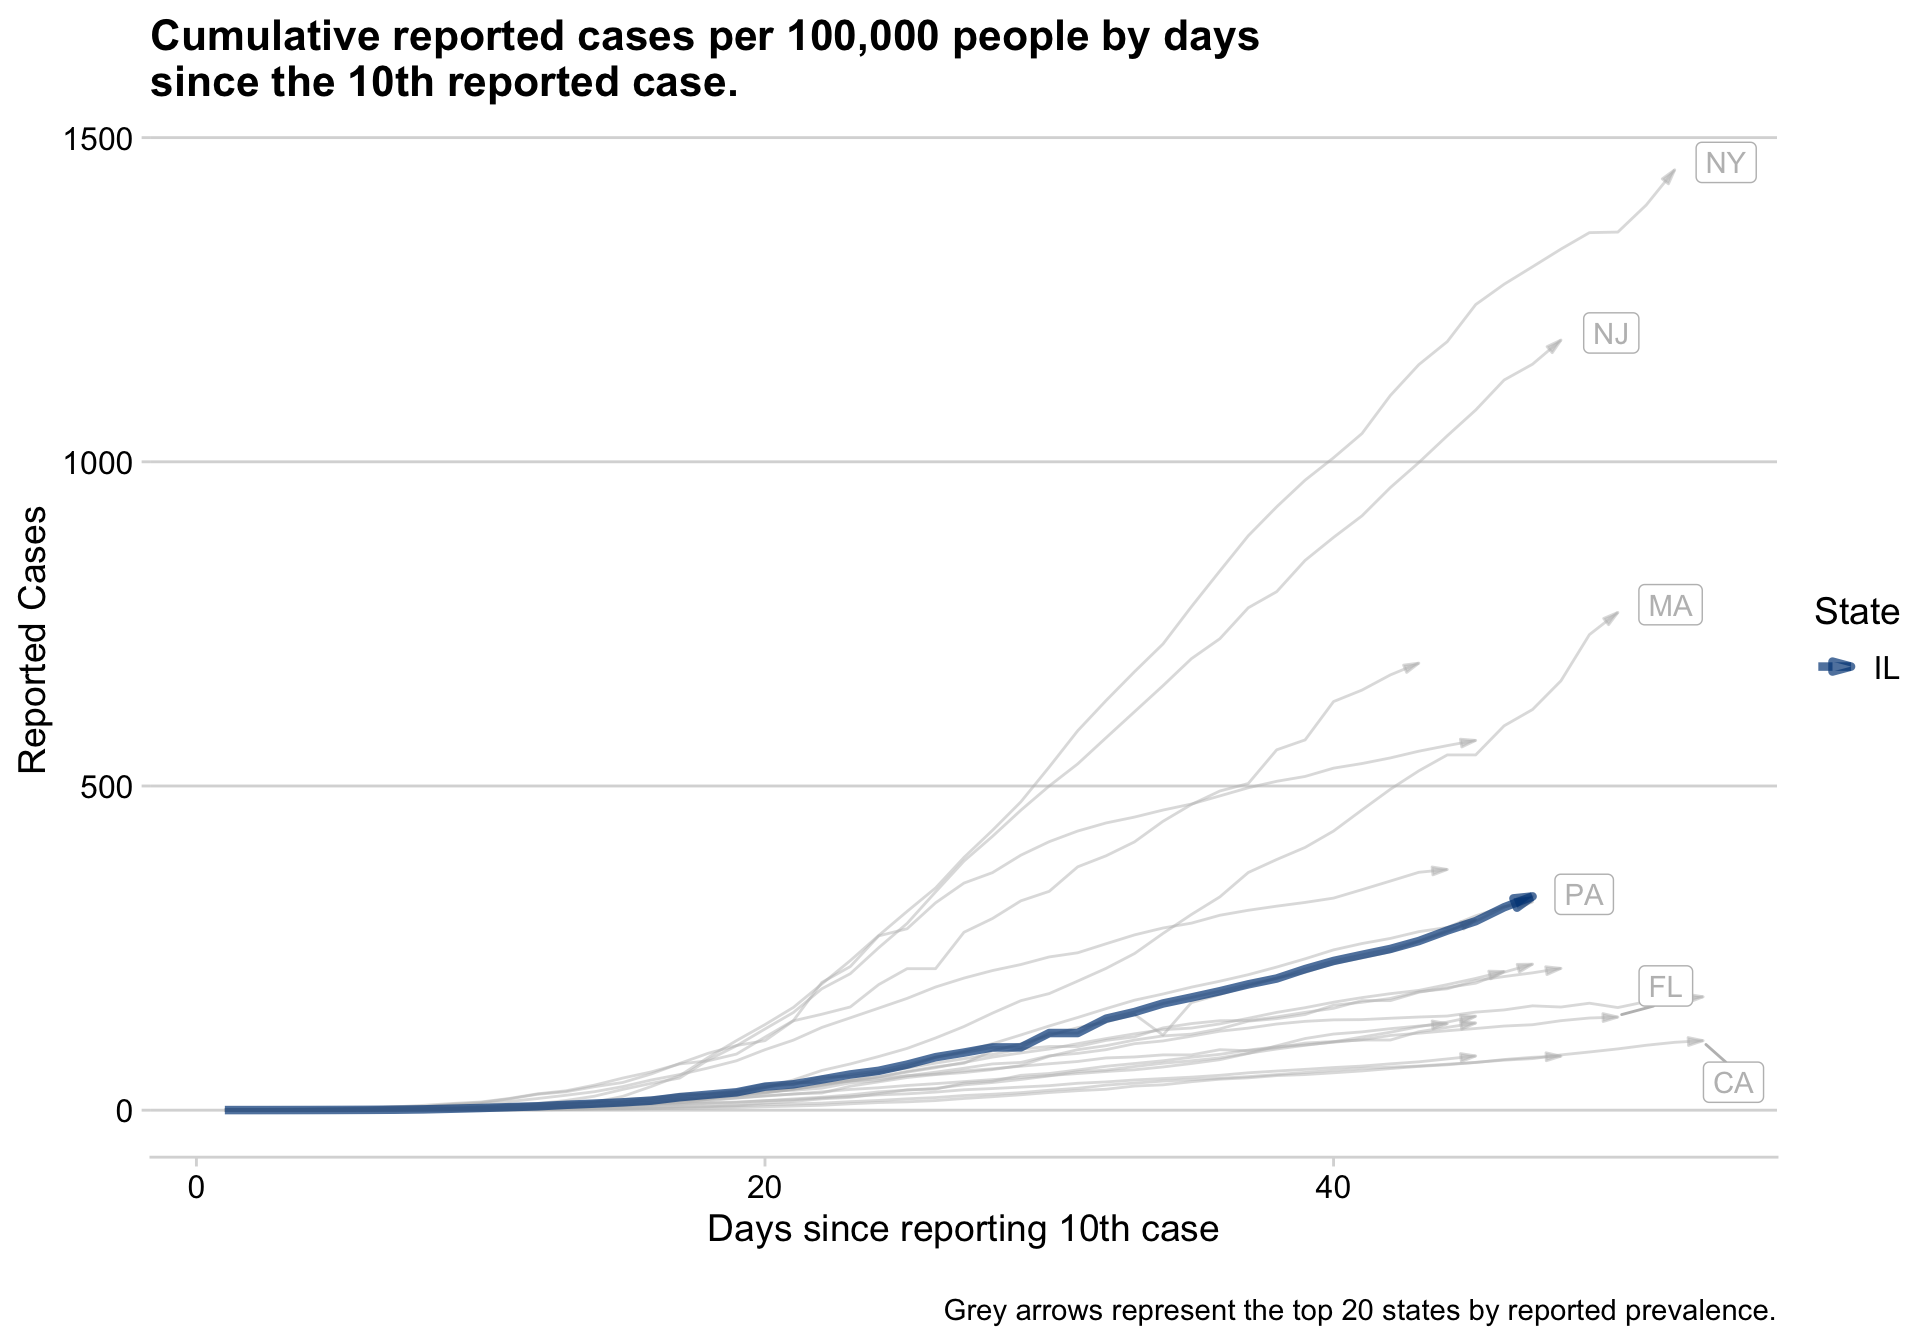 Cumulative reported cases per 100,000 people by days
since the 10th reported case.
1500
1000
500
0
Reported Cases
NY
NJ
MA
PA
FL
CA
State
IL
0 20 40
Days since reporting 10th case
Grey arrows represent the top 20 states by reported prevalence.